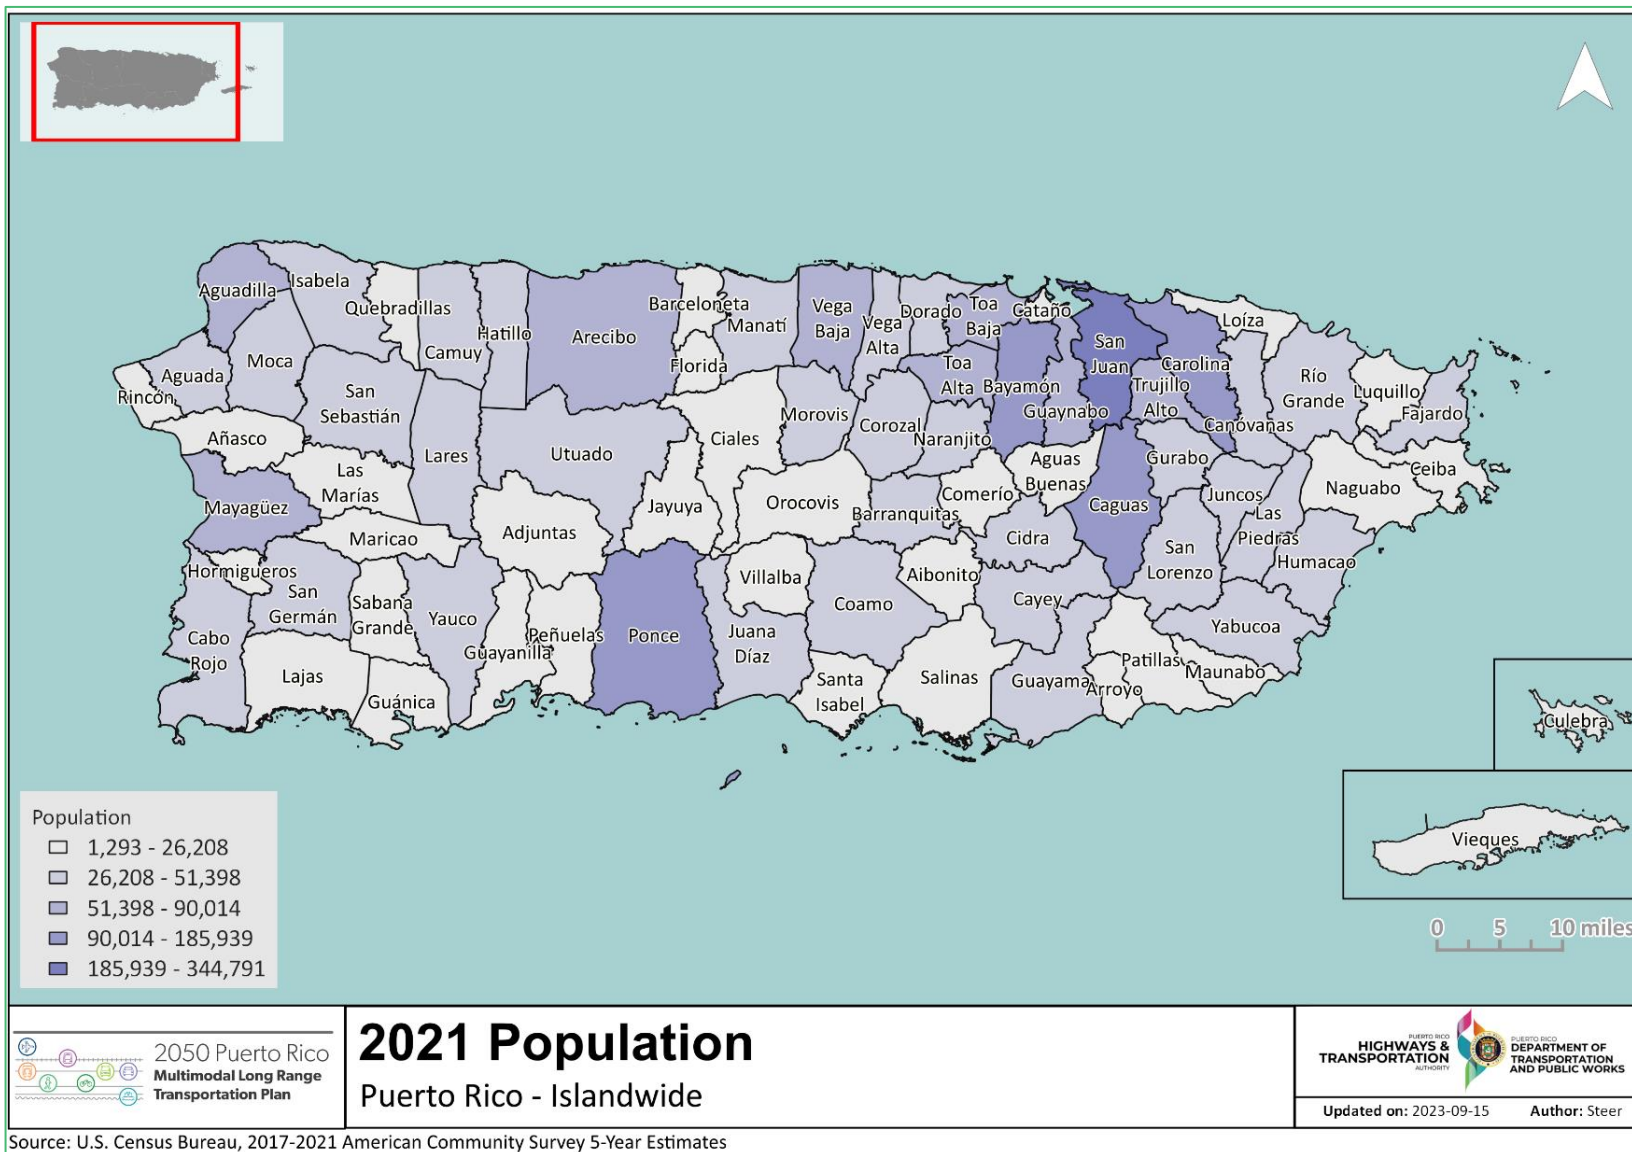 Isabela
Aguadilla
Quebradillas
Barceloneta
Hatillo
Camuy
Arecibo
Manatí
Vega
Baja
Vega
Alta
Dorado
Toa
Baja
Cataño
San
Juan
Loíza
Moca
Aguada
Rincón
San
Sebastián
Florida
Toa
Alta
Bayamón
Guaynabo
Carolina
Trujillo
Alto
Canóvanas
Río
Grande
Luquillo
Fajardo
Añasco
Las
Marías
Lares
Utuado
Ciales
Morovis
Corozal
Naranjito
Aguas
Buenas
Gurabo
Ceiba
Naguabo
Mayagüez
Maricao
Adjuntas
Jayuya
Orocovis
Barranquitas
Comerío
Cidra
Caguas
Juncos
Las
Piedras
San
Lorenzo
Humacao
Hormigueros
San
Germán
Sabana
Grande
Yauco
Guayanilla
Peñuelas
Ponce
Villalba
Juana
Díaz
Coamo
Aibonito
Cayey
Yabucoa
Cabo
Rojo
Lajas
Guánica
Santa
Isabel
Salinas
Guayama
Arroyo
Patillas
Maunabo
Culebra
Vieques
Population
1,293 - 26,208
26,208 - 51,398
51,398 - 90,014
90,014 - 185,939
185,939 - 344,791
0 5 10 miles
2050 Puerto Rico
Multimodal Long Range
Transportation Plan
2021 Population
Puerto Rico - Islandwide
PUERTO RICO
HIGHWAYS &
TRANSPORTATION
AUTHORITY
PUERTO RICO
DEPARTMENT OF
TRANSPORTATION
AND PUBLIC WORKS
Updated on: 2023-09-15 Author: Steer
Source: U.S. Census Bureau, 2017-2021 American Community Survey 5-Year Estimates